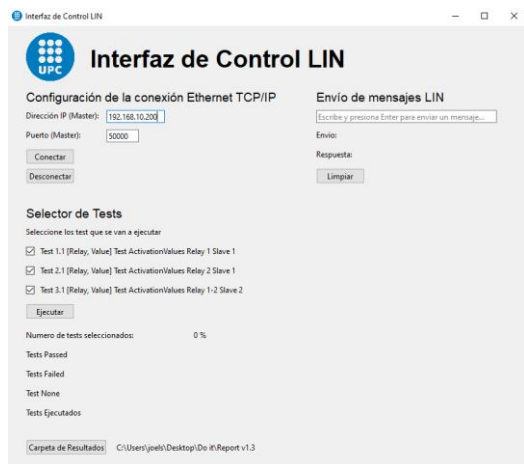 Interfaz de Control LIN
UPC
Interfaz de Control LIN
Configuración de la conexión Ethernet TCP/IP
Dirección IP (Master): 192.168.10.200
Puerto (Master): 50000
Conectar
Desconectar
Envío de mensajes LIN
Escribe y presiona Enter para enviar un mensaje...
Envio:
Respuesta:
Limpiar
Selector de Tests
Seleccione los test que se van a ejecutar
Test 1.1 [Relay, Value] Test ActivationValues Relay 1 Slave 1
Test 2.1 [Relay, Value] Test ActivationValues Relay 2 Slave 1
Test 3.1 [Relay, Value] Test ActivationValues Relay 1-2 Slave 2
Ejecutar
Numero de tests seleccionados: 0 %
Tests Passed
Tests Failed
Test None
Tests Ejecutados
Carpeta de Resultados C:\Users\joels\Desktop\Do it\Report v1.3